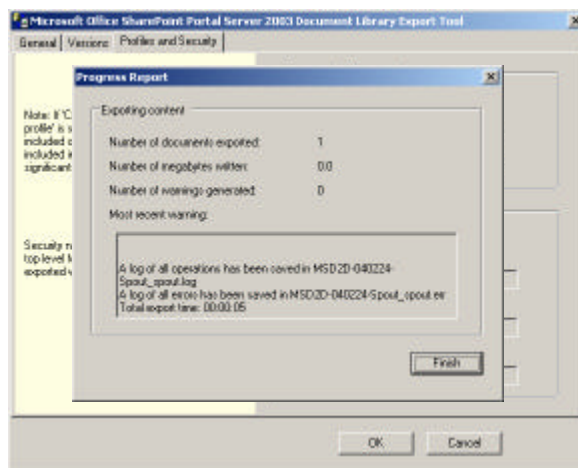 Microsoft Office SharePoint Portal Server 2003 Document Library Export Tool
General Versions Profiles and Security
Progress Report
Note: If 'C
profile' is s
included
included i
significant
Exporting content
Number of documents exported: 1
Number of megabytes written: 0.0
Number of warnings generated: 0
Most recent warning:
A log of all operations has been saved in MSD2D-040224-
Spout_spout.log
A log of all errors has been saved in MSD2D-040224-Spout_spout.err
Total export time: 00:00:05
Security n
top level
exported
Finish
OK Cancel